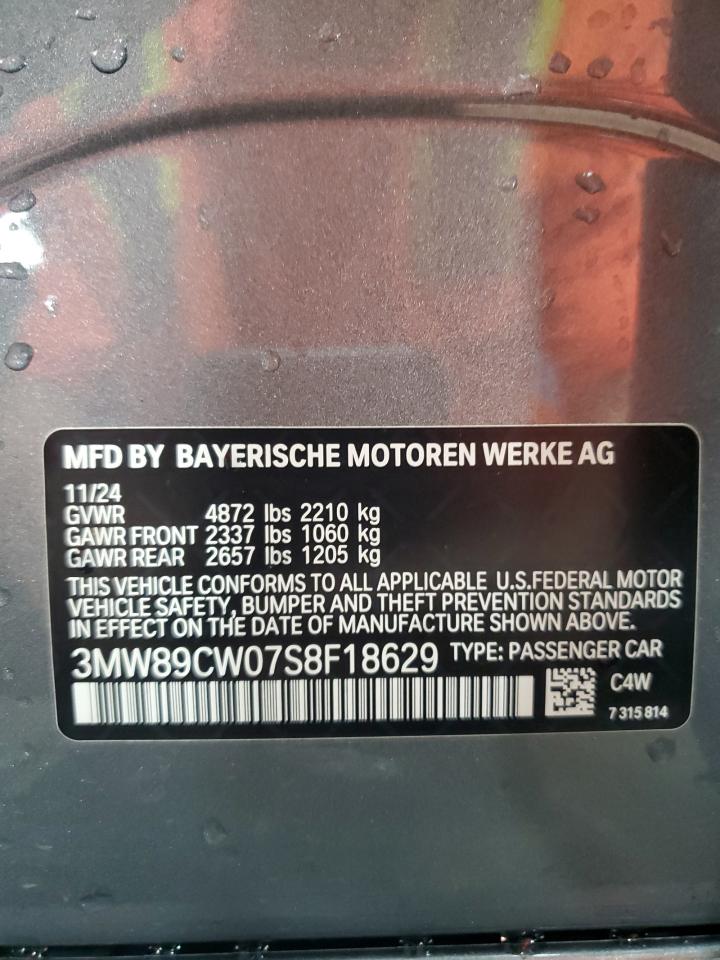 MFD BY BAYERISCHE MOTOREN WERKE AG
11/24
GVWR 4872 lbs 2210 kg
GAWR FRONT 2337 lbs 1060 kg
GAWR REAR 2657 lbs 1205 kg
THIS VEHICLE CONFORMS TO ALL APPLICABLE U.S.FEDERAL MOTOR
VEHICLE SAFETY, BUMPER AND THEFT PREVENTION STANDARDS
IN EFFECT ON THE DATE OF MANUFACTURE SHOWN ABOVE.
3MW89CW07S8F18629 TYPE: PASSENGER CAR
C4W
7 315 814